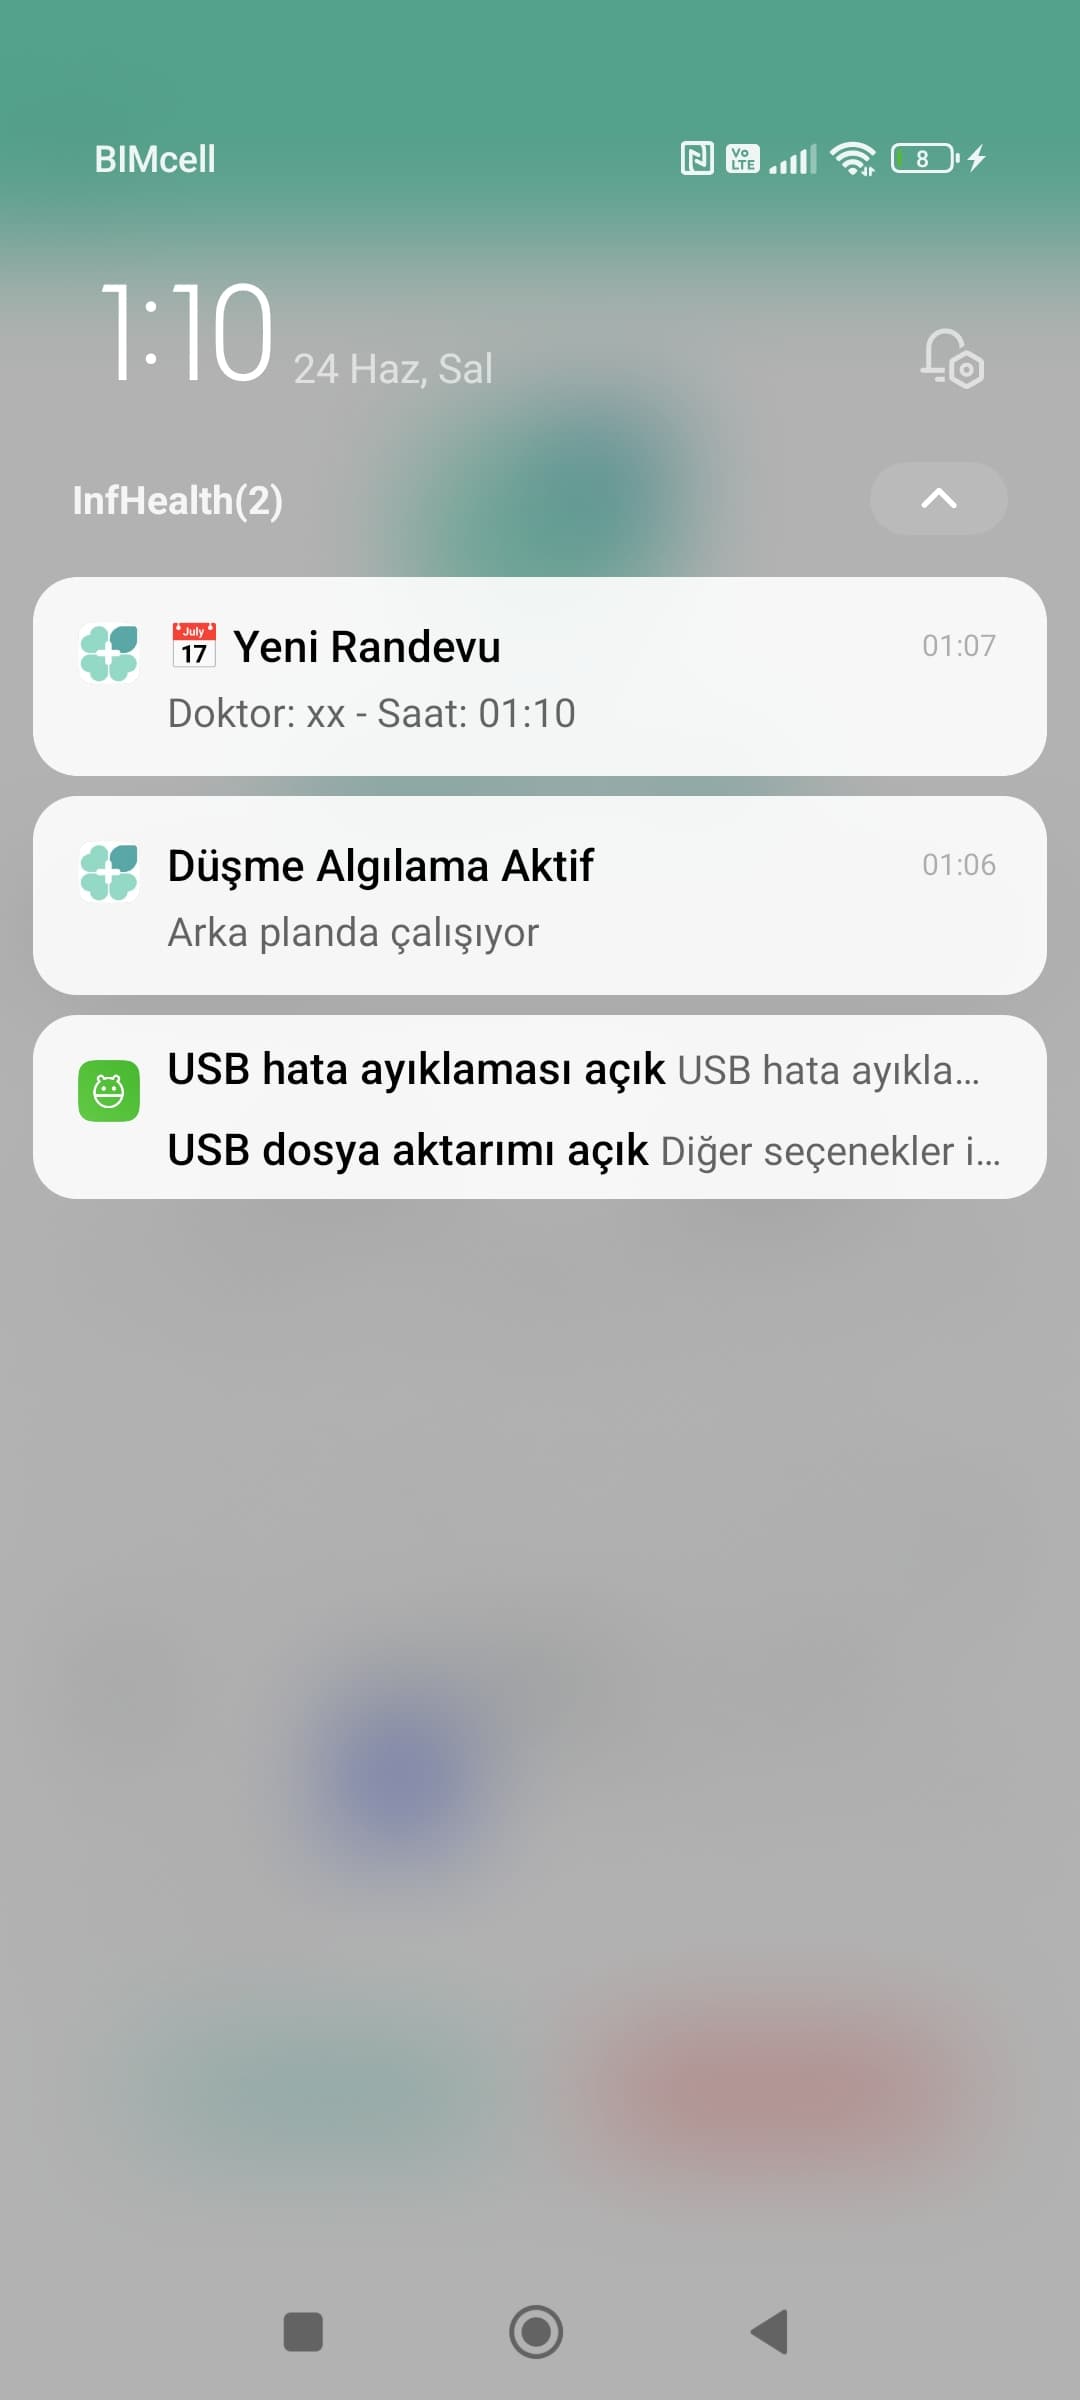 BIMcell
Vo LTE
8
1:10 24 Haz, Sal
InfHealth(2)
📅 July 17 Yeni Randevu 01:07
Doktor: xx - Saat: 01:10
Düşme Algılama Aktif 01:06
Arka planda çalışıyor
USB hata ayıklaması açık USB hata ayıkla...
USB dosya aktarımı açık Diğer seçenekler i...